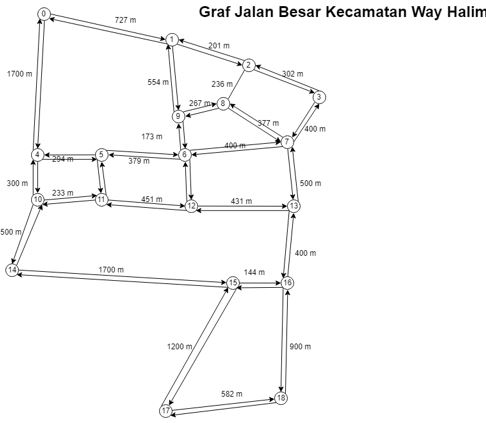 Graf Jalan Besar Kecamatan Way Halim
0
727 m
1
201 m
2
302 m
3
1700 m
554 m
236 m
267 m
8
9
377 m
400 m
173 m
400 m
7
4
294 m
5
379 m
6
300 m
233 m
500 m
10
11
451 m
12
431 m
13
500 m
400 m
14
1700 m
144 m
15
16
1200 m
900 m
582 m
17
18